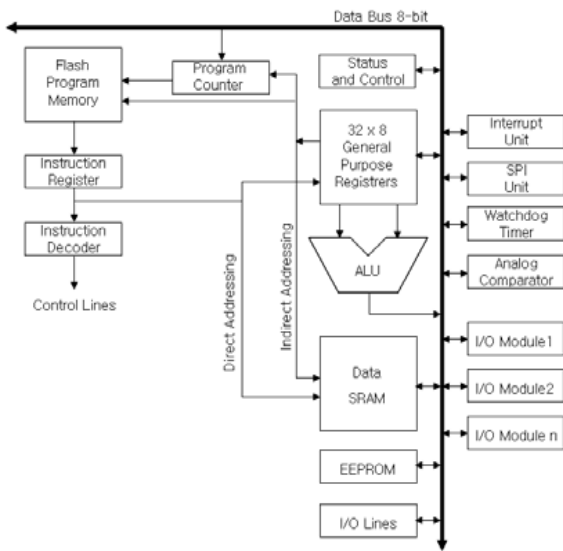 Data Bus 8-bit
Flash
Program
Memory
Program
Counter
Status
and Control
32 x 8
General
Purpose
Registrers
Interrupt
Unit
Instruction
Register
SPI
Unit
Instruction
Decoder
Watchdog
Timer
ALU
Analog
Comparator
Control Lines
Direct Addressing
Indirect Addressing
I/O Module1
Data
SRAM
I/O Module2
I/O Module n
EEPROM
I/O Lines